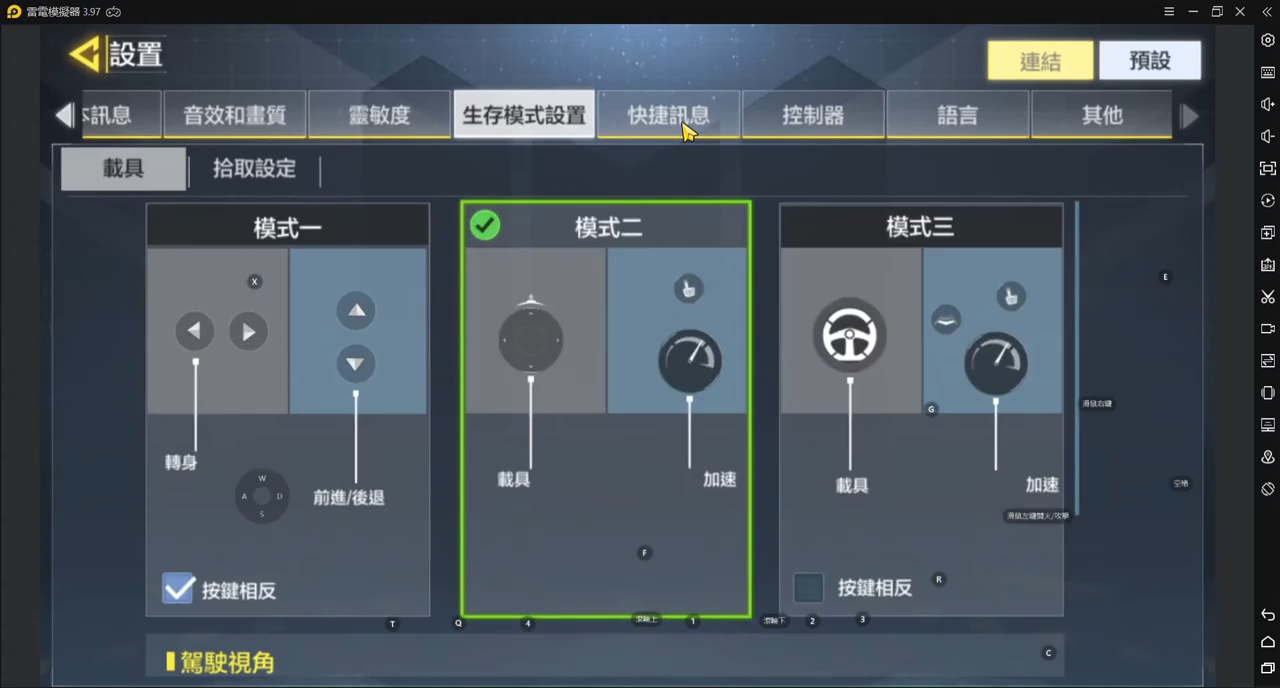 雷電模擬器 3.97
設置
連結
預設
訊息
音效和畫質
靈敏度
生存模式設置
快捷訊息
控制器
語言
其他
載具
拾取設定
模式一
模式二
模式三
X
E
G
滑鼠右鍵
轉身
前進/後退
載具
加速
載具
加速
W
A
D
S
空格
滑鼠左鍵開火/攻擊
F
按鍵相反
按鍵相反
R
T
Q
4
滾輪上
1
滾輪下
2
3
駕駛視角
C